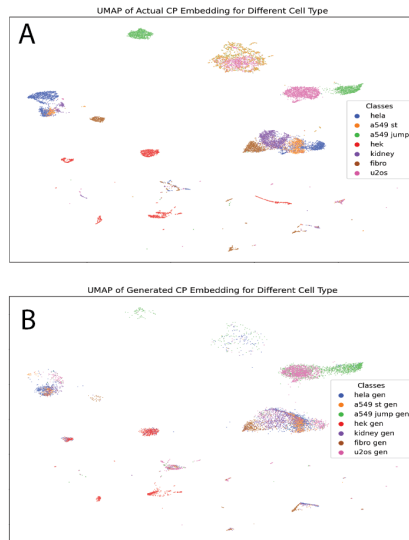 UMAP of Actual CP Embedding for Different Cell Type
A
Classes
hela
a549 st
a549 jump
hek
kidney
fibro
u2os
UMAP of Generated CP Embedding for Different Cell Type
B
Classes
hela gen
a549 st gen
a549 jump gen
hek gen
kidney gen
fibro gen
u2os gen